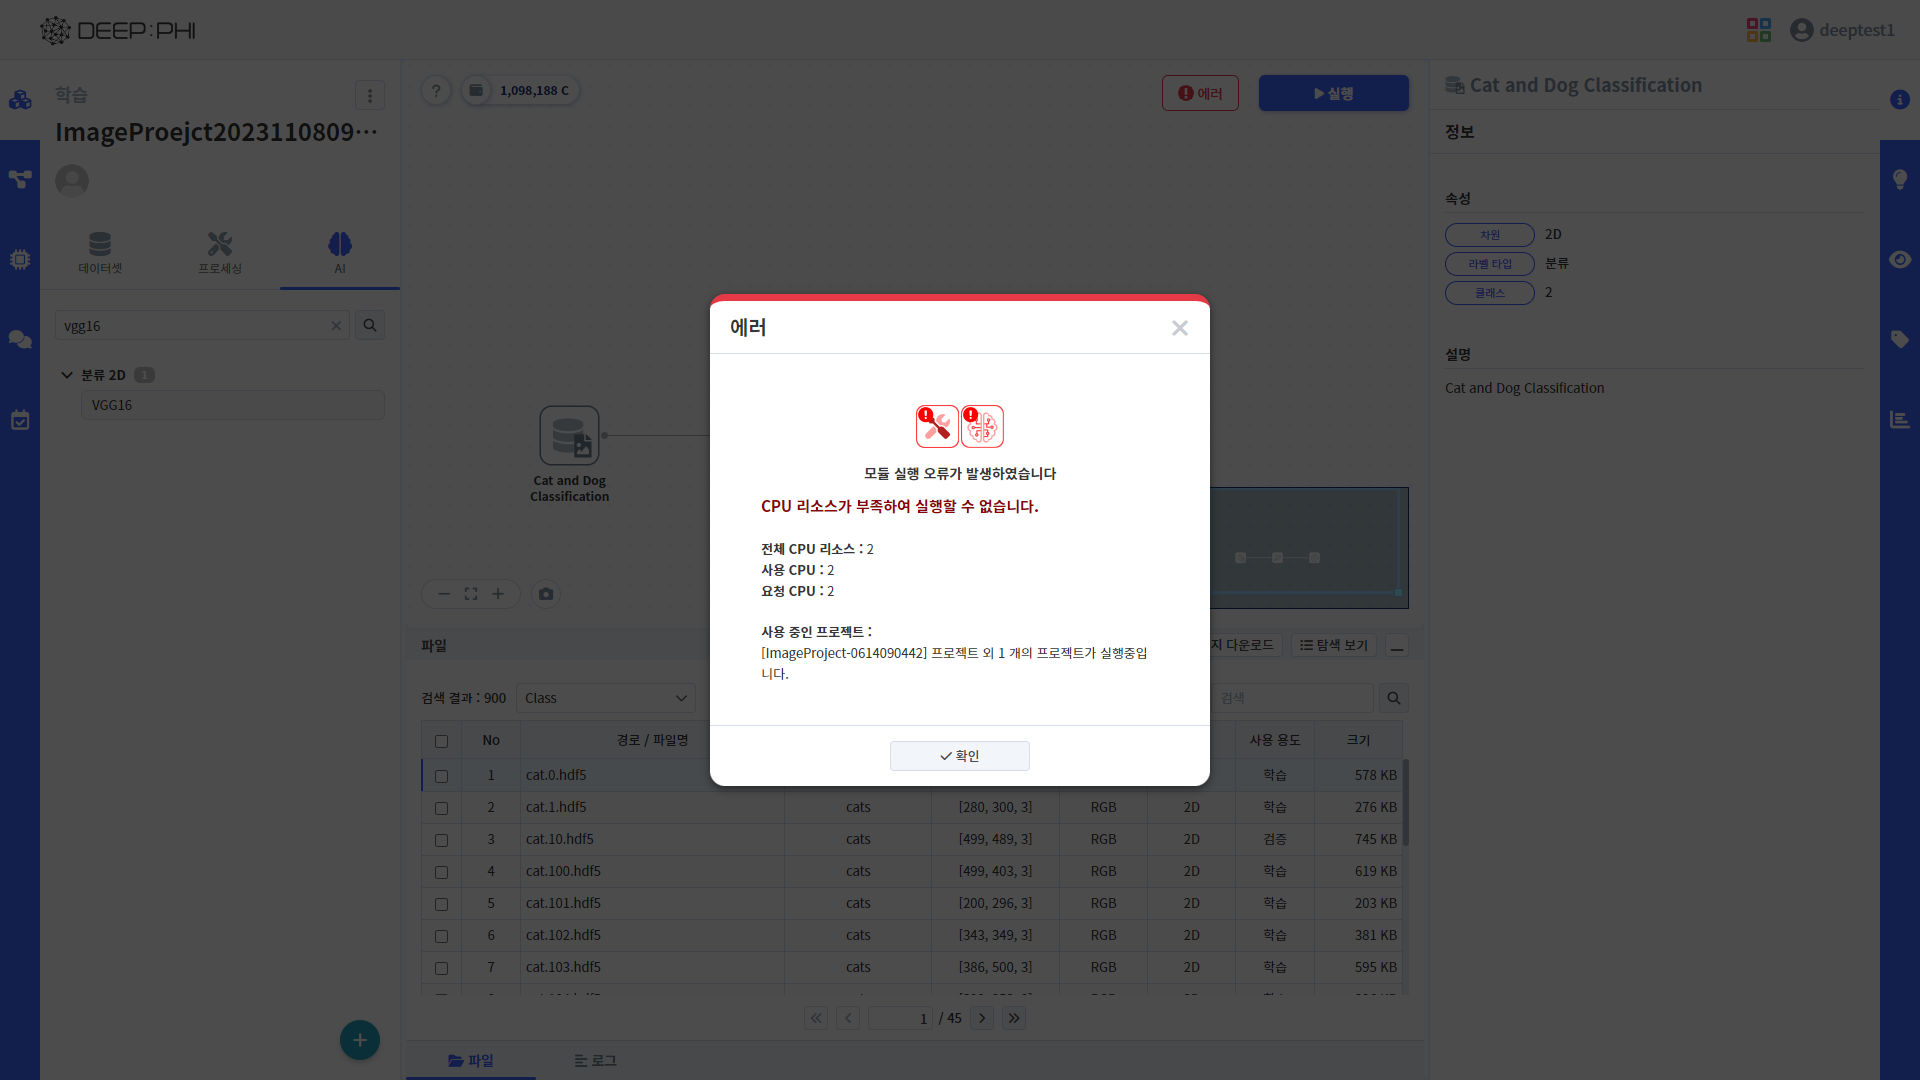 DEEP:PHI
deeptest1
학습
ImageProejct2023110809···
데이터셋
프로세싱
AI
vgg16
분류 2D 1
VGG16
?
1,098,188 C
에러
실행
Cat and Dog
Classification
에러
모듈 실행 오류가 발생하였습니다
CPU 리소스가 부족하여 실행할 수 없습니다.
전체 CPU 리소스 : 2
사용 CPU : 2
요청 CPU : 2
사용 중인 프로젝트 :
[ImageProject-0614090442] 프로젝트 외 1 개의 프로젝트가 실행중입
니다.
확인
파일
지 다운로드
탐색 보기
검색 결과 : 900
Class
검색
No 경로 / 파일명 사용 용도 크기
1 cat.0.hdf5 학습 578 KB
2 cat.1.hdf5 cats [280, 300, 3] RGB 2D 학습 276 KB
3 cat.10.hdf5 cats [499, 489, 3] RGB 2D 검증 745 KB
4 cat.100.hdf5 cats [499, 403, 3] RGB 2D 학습 619 KB
5 cat.101.hdf5 cats [200, 296, 3] RGB 2D 학습 203 KB
6 cat.102.hdf5 cats [343, 349, 3] RGB 2D 학습 381 KB
7 cat.103.hdf5 cats [386, 500, 3] RGB 2D 학습 595 KB
1 / 45
파일
로그
Cat and Dog Classification
정보
속성
차원 2D
라벨 타입 분류
클래스 2
설명
Cat and Dog Classification